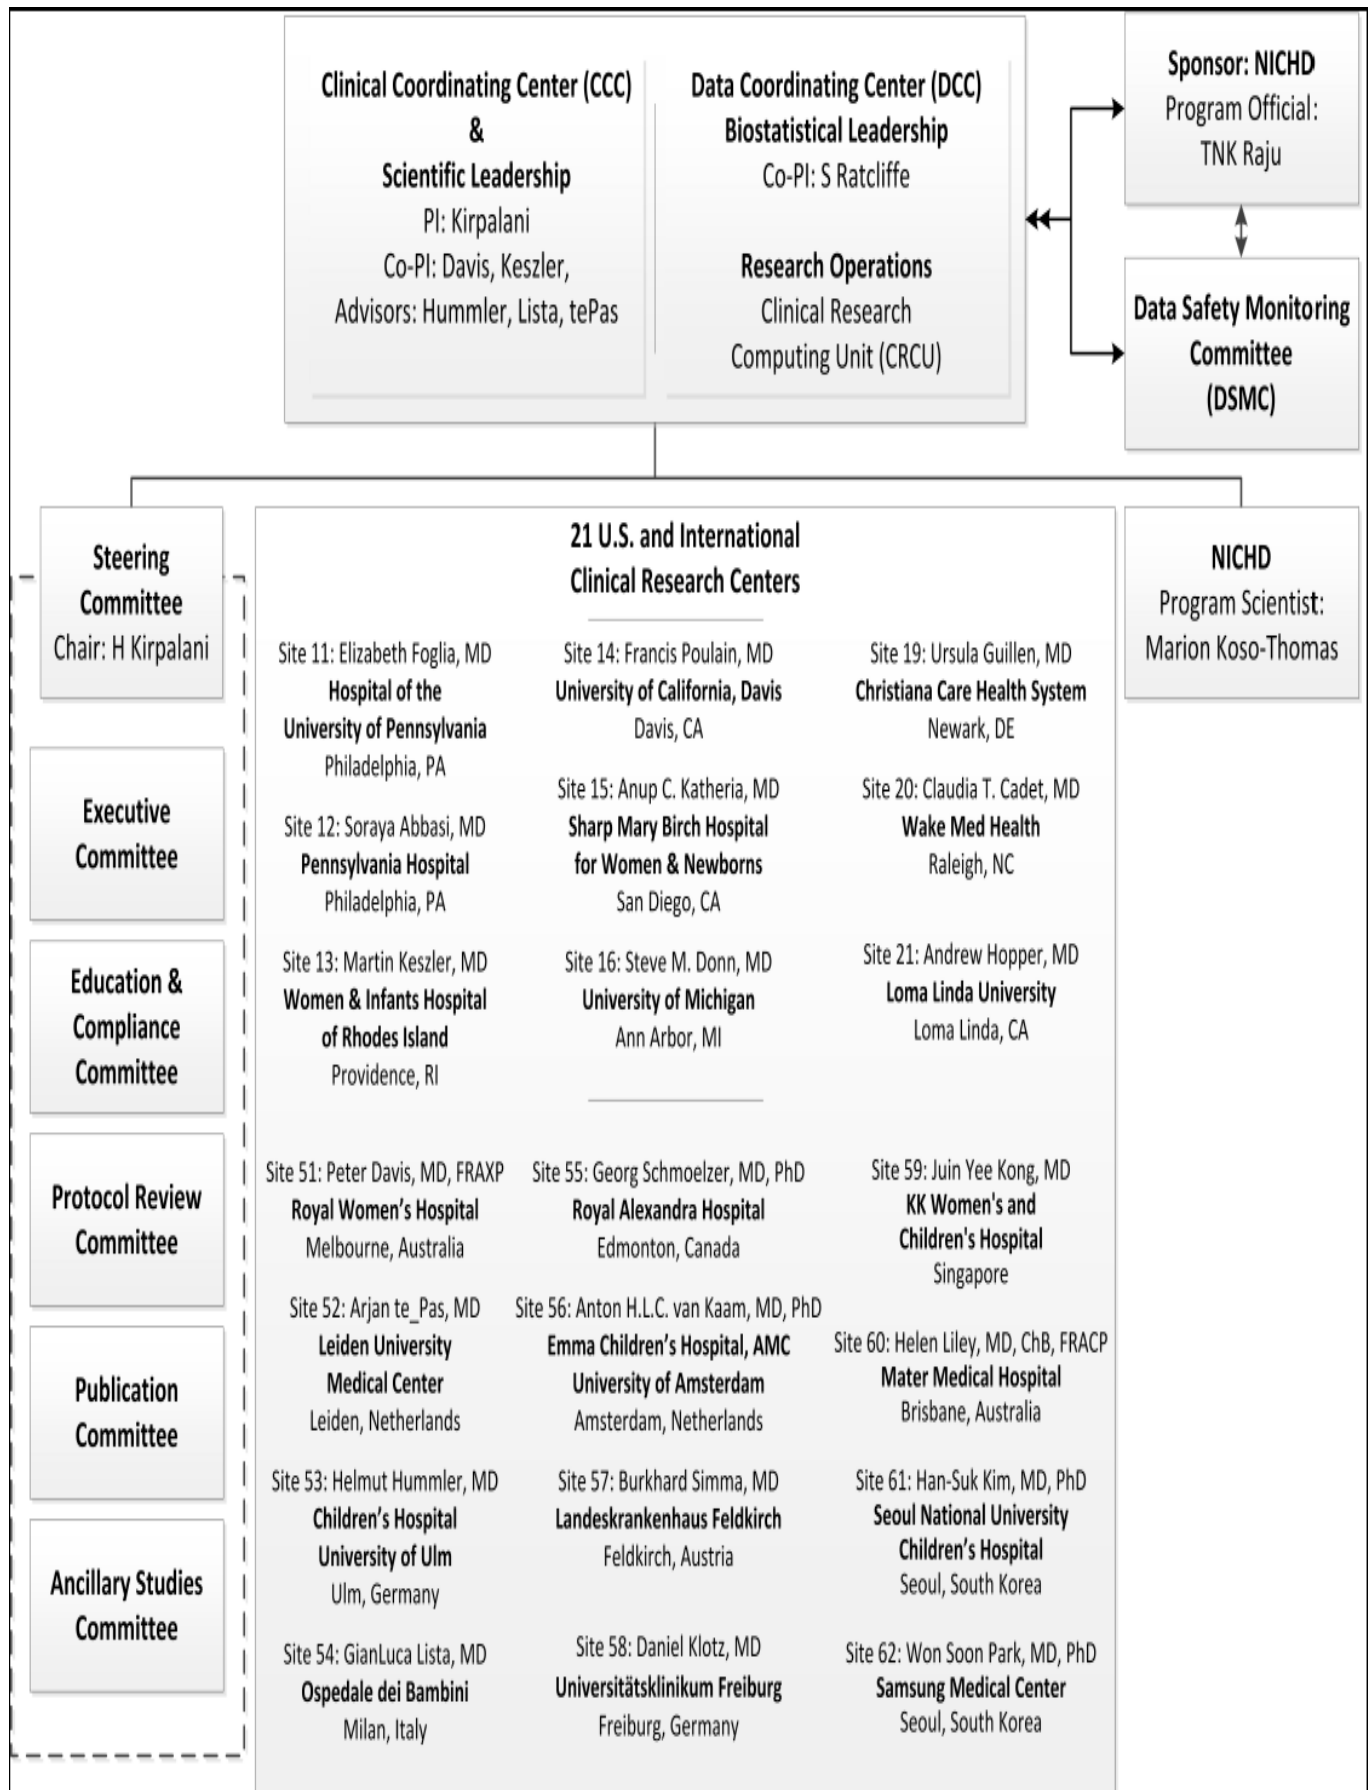 Clinical Coordinating Center (CCC)
&
Scientific Leadership
PI: Kirpalani
Co-PI: Davis, Keszler,
Advisors: Hummler, Lista, tePas
Data Coordinating Center (DCC)
Biostatistical Leadership
Co-PI: S Ratcliffe
Research Operations
Clinical Research
Computing Unit (CRCU)
Sponsor: NICHD
Program Official:
TNK Raju
Data Safety Monitoring
Committee
(DSMC)
Steering
Committee
Chair: H Kirpalani
Executive
Committee
Education &
Compliance
Committee
Protocol Review
Committee
Publication
Committee
Ancillary Studies
Committee
21 U.S. and International
Clinical Research Centers
Site 11: Elizabeth Foglia, MD
Hospital of the
University of Pennsylvania
Philadelphia, PA
Site 12: Soraya Abbasi, MD
Pennsylvania Hospital
Philadelphia, PA
Site 13: Martin Keszler, MD
Women & Infants Hospital
of Rhodes Island
Providence, RI
Site 14: Francis Poulain, MD
University of California, Davis
Davis, CA
Site 15: Anup C. Katheria, MD
Sharp Mary Birch Hospital
for Women & Newborns
San Diego, CA
Site 16: Steve M. Donn, MD
University of Michigan
Ann Arbor, MI
Site 19: Ursula Guillen, MD
Christiana Care Health System
Newark, DE
Site 20: Claudia T. Cadet, MD
Wake Med Health
Raleigh, NC
Site 21: Andrew Hopper, MD
Loma Linda University
Loma Linda, CA
Site 51: Peter Davis, MD, FRAXP
Royal Women's Hospital
Melbourne, Australia
Site 52: Arjan te_Pas, MD
Leiden University
Medical Center
Leiden, Netherlands
Site 53: Helmut Hummler, MD
Children's Hospital
University of Ulm
Ulm, Germany
Site 54: GianLuca Lista, MD
Ospedale dei Bambini
Milan, Italy
Site 55: Georg Schmoelzer, MD, PhD
Royal Alexandra Hospital
Edmonton, Canada
Site 56: Anton H.L.C. van Kaam, MD, PhD
Emma Children's Hospital, AMC
University of Amsterdam
Amsterdam, Netherlands
Site 57: Burkhard Simma, MD
Landeskrankenhaus Feldkirch
Feldkirch, Austria
Site 58: Daniel Klotz, MD
Universitätsklinikum Freiburg
Freiburg, Germany
Site 59: Juin Yee Kong, MD
KK Women's and
Children's Hospital
Singapore
Site 60: Helen Liley, MD, ChB, FRACP
Mater Medical Hospital
Brisbane, Australia
Site 61: Han-Suk Kim, MD, PhD
Seoul National University
Children's Hospital
Seoul, South Korea
Site 62: Won Soon Park, MD, PhD
Samsung Medical Center
Seoul, South Korea
NICHD
Program Scientist:
Marion Koso-Thomas